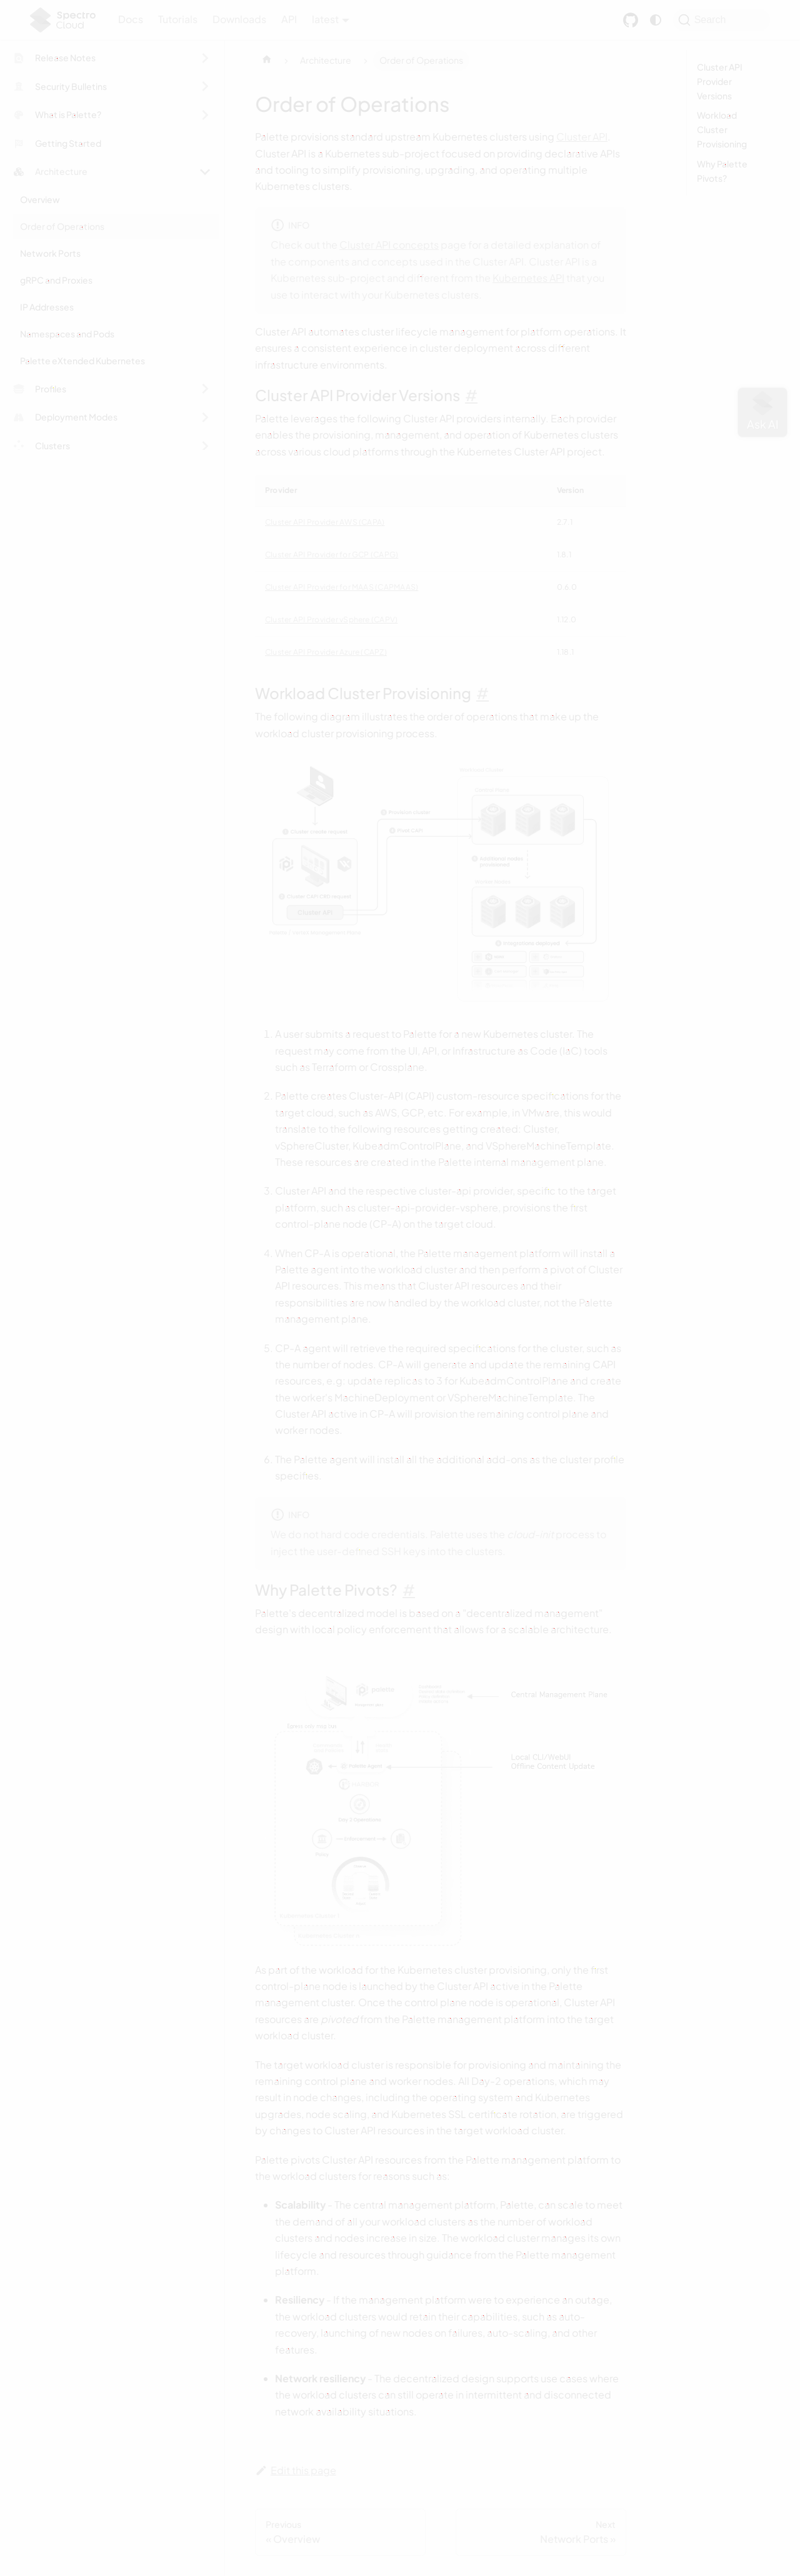 Spectro
Cloud
Docs
Tutorials
Downloads
API
latest
Search
Release Notes
Security Bulletins
What is Palette?
Getting Started
Architecture
Overview
Order of Operations
Network Ports
gRPC and Proxies
IP Addresses
Namespaces and Pods
Palette eXtended Kubernetes
Profiles
Deployment Modes
Clusters
Architecture
Order of Operations
Order of Operations
Palette provisions standard upstream Kubernetes clusters using Cluster API.
Cluster API is a Kubernetes sub-project focused on providing declarative APIs
and tooling to simplify provisioning, upgrading, and operating multiple
Kubernetes clusters.
INFO
Check out the Cluster API concepts page for a detailed explanation of
the components and concepts used in the Cluster API. Cluster API is a
Kubernetes sub-project and different from the Kubernetes API that you
use to interact with your Kubernetes clusters.
Cluster API automates cluster lifecycle management for platform operations. It
ensures a consistent experience in cluster deployment across different
infrastructure environments.
Cluster API Provider Versions #
Palette leverages the following Cluster API providers internally. Each provider
enables the provisioning, management, and operation of Kubernetes clusters
across various cloud platforms through the Kubernetes Cluster API project.
Provider
Version
Cluster API Provider AWS (CAPA)
2.7.1
Cluster API Provider for GCP (CAPG)
Cluster API Provider for MAAS (CAPMAAS)
0.6.0
Cluster API Provider vSphere (CAPV)
1.12.0
Cluster API Provider Azure (CAPZ)
Workload Cluster Provisioning #
The following diagram illustrates the order of operations that make up the
workload cluster provisioning process.
Cluster create request
Provision cluster
Pivot CAPI
Additional nodes
provisioned
Cluster CAPI CRD request
Cluster API
Integrations deployed
1. A user submits a request to Palette for a new Kubernetes cluster. The
request may come from the UI, API, or Infrastructure as Code (IaC) tools
such as Terraform or Crossplane.
2. Palette creates Cluster-API (CAPI) custom-resource specifications for the
target cloud, such as AWS, GCP, etc. For example, in VMware, this would
translate to the following resources getting created: Cluster,
vSphereCluster, KubeadmControlPlane, and VSphereMachineTemplate.
These resources are created in the Palette internal management plane.
3. Cluster API and the respective cluster-api provider, specific to the target
platform, such as cluster-api-provider-vsphere, provisions the first
control-plane node (CP-A) on the target cloud.
4. When CP-A is operational, the Palette management platform will install a
Palette agent into the workload cluster and then perform a pivot of Cluster
API resources. This means that Cluster API resources and their
responsibilities are now handled by the workload cluster, not the Palette
management plane.
5. CP-A agent will retrieve the required specifications for the cluster, such as
the number of nodes. CP-A will generate and update the remaining CAPI
resources, e.g: update replicas to 3 for KubeadmControlPlane and create
the worker's MachineDeployment or VSphereMachineTemplate. The
Cluster API active in CP-A will provision the remaining control plane and
worker nodes.
6. The Palette agent will install all the additional add-ons as the cluster profile
specifies.
INFO
We do not hard code credentials. Palette uses the cloud-init process to
inject the user-defined SSH keys into the clusters.
Why Palette Pivots? #
Palette's decentralized model is based on a "decentralized management"
design with local policy enforcement that allows for a scalable architecture.
Central Management Plane
Local CLI/WebUI
Offline Content Update
Palette Agent
As part of the workload for the Kubernetes cluster provisioning, only the first
control-plane node is launched by the Cluster API active in the Palette
management cluster. Once the control plane node is operational, Cluster API
resources are pivoted from the Palette management platform into the target
workload cluster.
The target workload cluster is responsible for provisioning and maintaining the
remaining control plane and worker nodes. All Day-2 operations, which may
result in node changes, including the operating system and Kubernetes
upgrades, node scaling, and Kubernetes SSL certificate rotation, are triggered
by changes to Cluster API resources in the target workload cluster.
Palette pivots Cluster API resources from the Palette management platform to
the workload clusters for reasons such as:
Scalability - The central management platform, Palette, can scale to meet
the demand of all your workload clusters as the number of workload
clusters and nodes increase in size. The workload cluster manages its own
lifecycle and resources through guidance from the Palette management
platform.
Resiliency - If the management platform were to experience an outage,
the workload clusters would retain their capabilities, such as auto-
recovery, launching of new nodes on failures, auto-scaling, and other
features.
Network resiliency - The decentralized design supports use cases where
the workload clusters can still operate in intermittent and disconnected
network availability situations.
Edit this page
Previous
« Overview
Next
Network Ports »
Cluster API
Provider
Versions
Workload
Cluster
Provisioning
Why Palette
Pivots?
Ask AI